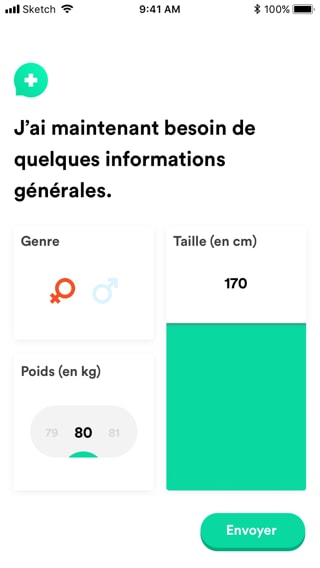 Sketch 9:41 AM 100%
J’ai maintenant besoin de
quelques informations
générales.
Genre
Taille (en cm)
170
Poids (en kg)
79 80 81
Envoyer